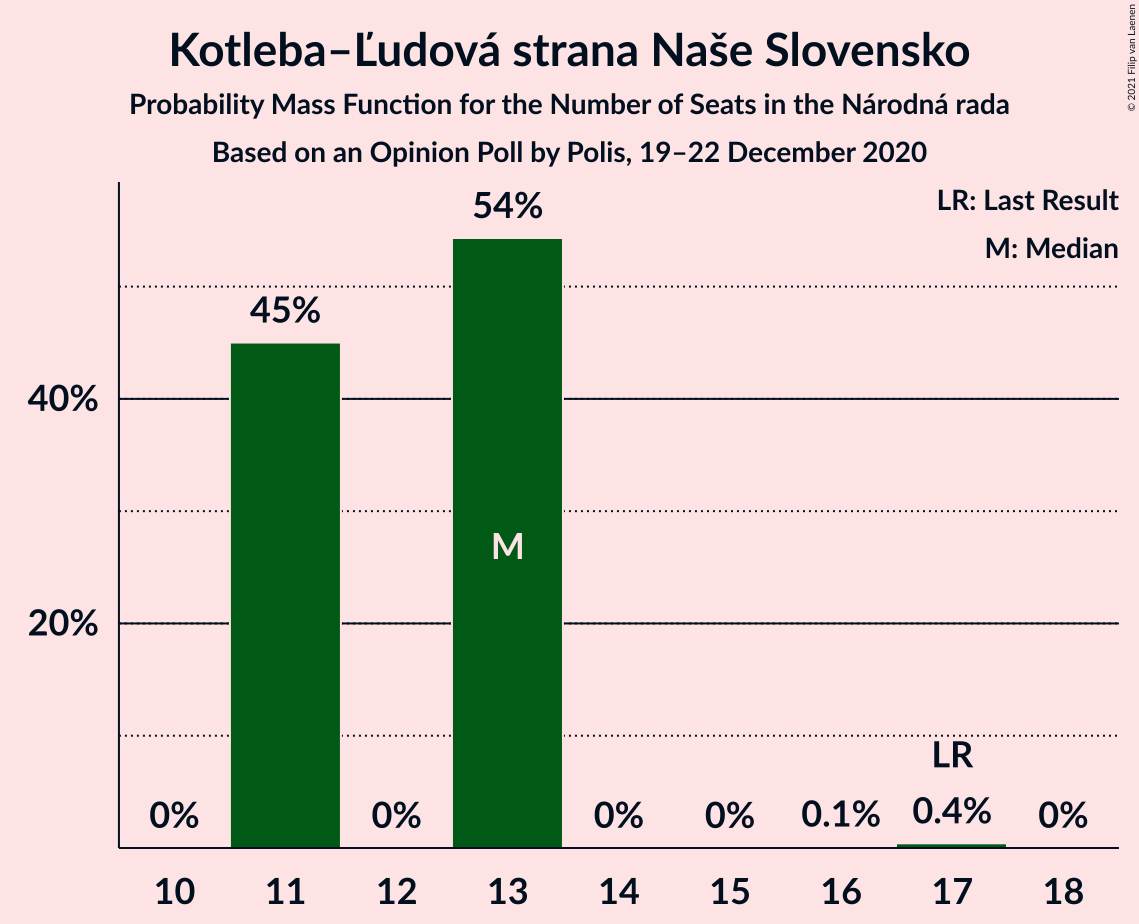 Kotleba–Ľudová strana Naše Slovensko
Probability Mass Function for the Number of Seats in the Národná rada
Based on an Opinion Poll by Polis, 19–22 December 2020
© 2021 Filip van Laenen
LR: Last Result
M: Median
54%
45%
40%
M
20%
LR
0% 0% 0% 0% 0.1% 0.4% 0%
10 11 12 13 14 15 16 17 18